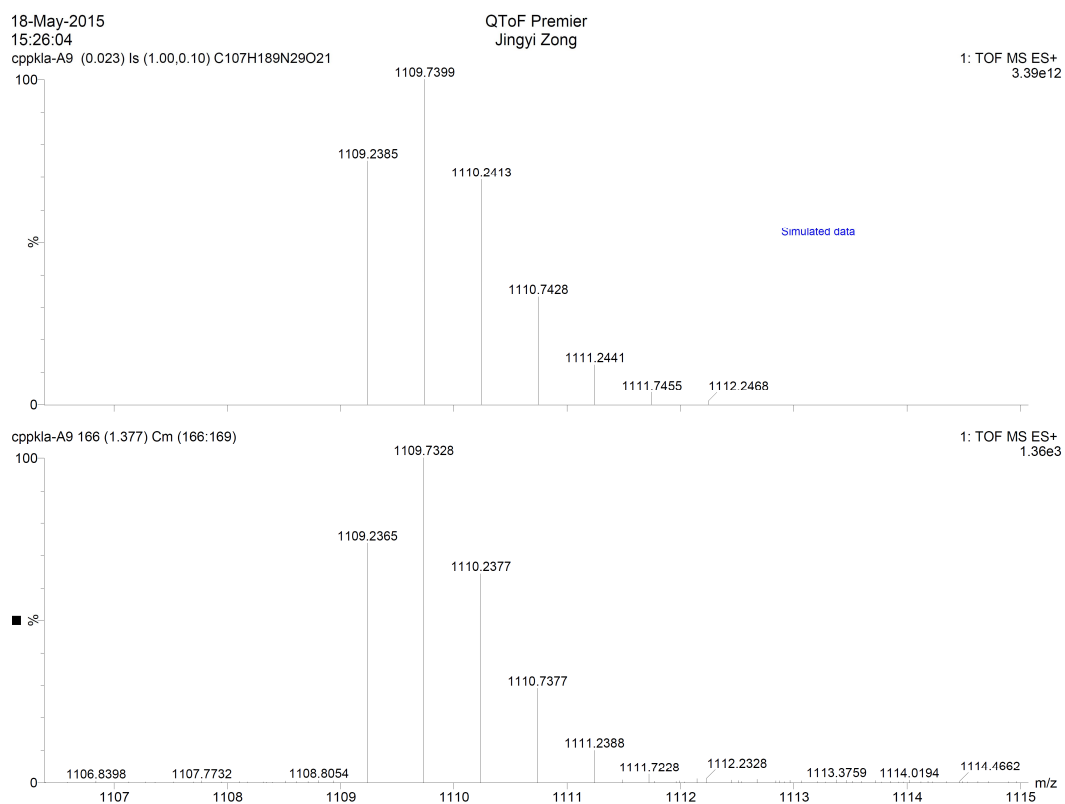 18-May-2015
QToF Premier
15:26:04
Jingyi Zong
cppkla-A9 (0.023) Is (1.00,0.10) C107H189N29O21
1: TOF MS ES+
3.39e12
100
%
0
1109.7399
1109.2385
1110.2413
Simulated data
1110.7428
1111.2441
1111.7455
1112.2468
cppkla-A9 166 (1.377) Cm (166:169)
1: TOF MS ES+
1.36e3
100
%
0
1109.7328
1109.2365
1110.2377
1110.7377
1111.2388
1106.8398
1107.7732
1108.8054
1111.7228
1112.2328
1113.3759
1114.0194
1114.4662
m/z
1107 1108 1109 1110 1111 1112 1113 1114 1115